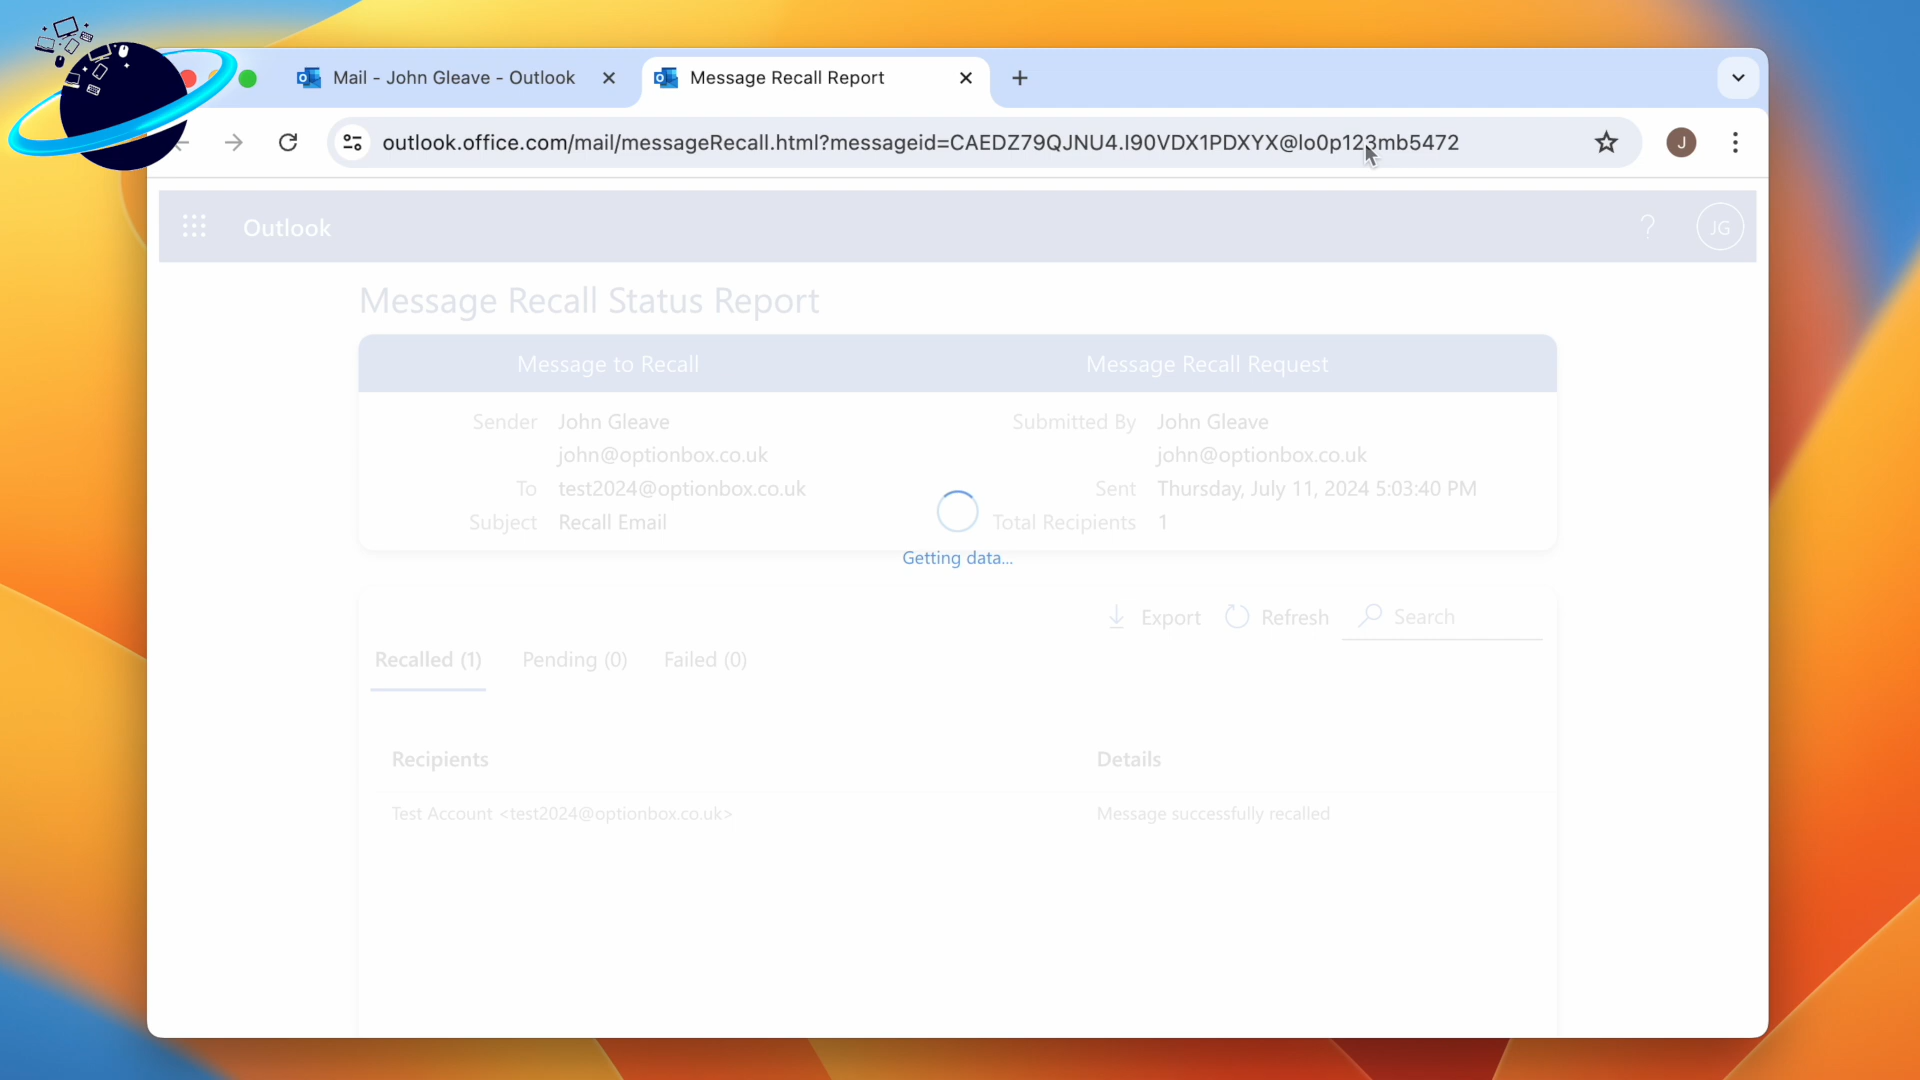 Mail - John Gleave - Outlook
Message Recall Report
outlook.office.com/mail/messageRecall.html?messageid=CAEDZ79QJNU4.I90VDX1PDXYX@lo0p123mb5472
J
Outlook
? JG
Message Recall Status Report
Message to Recall
Message Recall Request
Sender John Gleave
john@optionbox.co.uk
To test2024@optionbox.co.uk
Subject Recall Email
Submitted By John Gleave
john@optionbox.co.uk
Sent Thursday, July 11, 2024 5:03:40 PM
Total Recipients 1
Getting data...
Export Refresh Search
Recalled (1) Pending (0) Failed (0)
Recipients Details
Test Account <test2024@optionbox.co.uk> Message successfully recalled